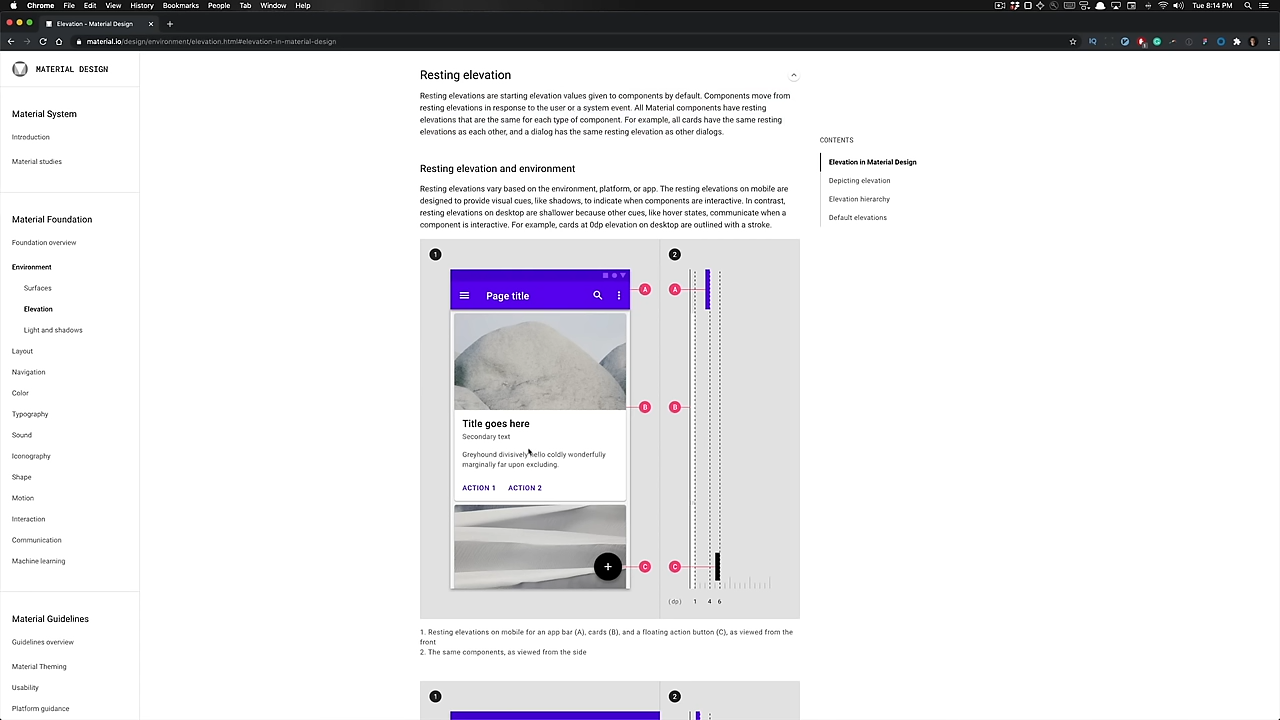 Chrome File Edit View History Bookmarks People Tab Window Help
Tue 8:14 PM
Elevation - Material Design
material.io/design/environment/elevation.html#elevation-in-material-design
MATERIAL DESIGN
Material System
Introduction
Material studies
Material Foundation
Foundation overview
Environment
Surfaces
Elevation
Light and shadows
Layout
Navigation
Color
Typography
Sound
Iconography
Shape
Motion
Interaction
Communication
Machine learning
Material Guidelines
Guidelines overview
Material Theming
Usability
Platform guidance
Resting elevation
Resting elevations are starting elevation values given to components by default. Components move from
resting elevations in response to the user or a system event. All Material components have resting
elevations that are the same for each type of component. For example, all cards have the same resting
elevations as each other, and a dialog has the same resting elevation as other dialogs.
Resting elevation and environment
Resting elevations vary based on the environment, platform, or app. The resting elevations on mobile are
designed to provide visual cues, like shadows, to indicate when components are interactive. In contrast,
resting elevations on desktop are shallower because other cues, like hover states, communicate when a
component is interactive. For example, cards at 0dp elevation on desktop are outlined with a stroke.
1
2
Page title
A
A
B
B
Title goes here
Secondary text
Greyhound divisively hello coldly wonderfully
marginally far upon excluding.
ACTION 1 ACTION 2
+
C
C
(dp) 1 4 6
1. Resting elevations on mobile for an app bar (A), cards (B), and a floating action button (C), as viewed from the
front
2. The same components, as viewed from the side
1
2
CONTENTS
Elevation in Material Design
Depicting elevation
Elevation hierarchy
Default elevations